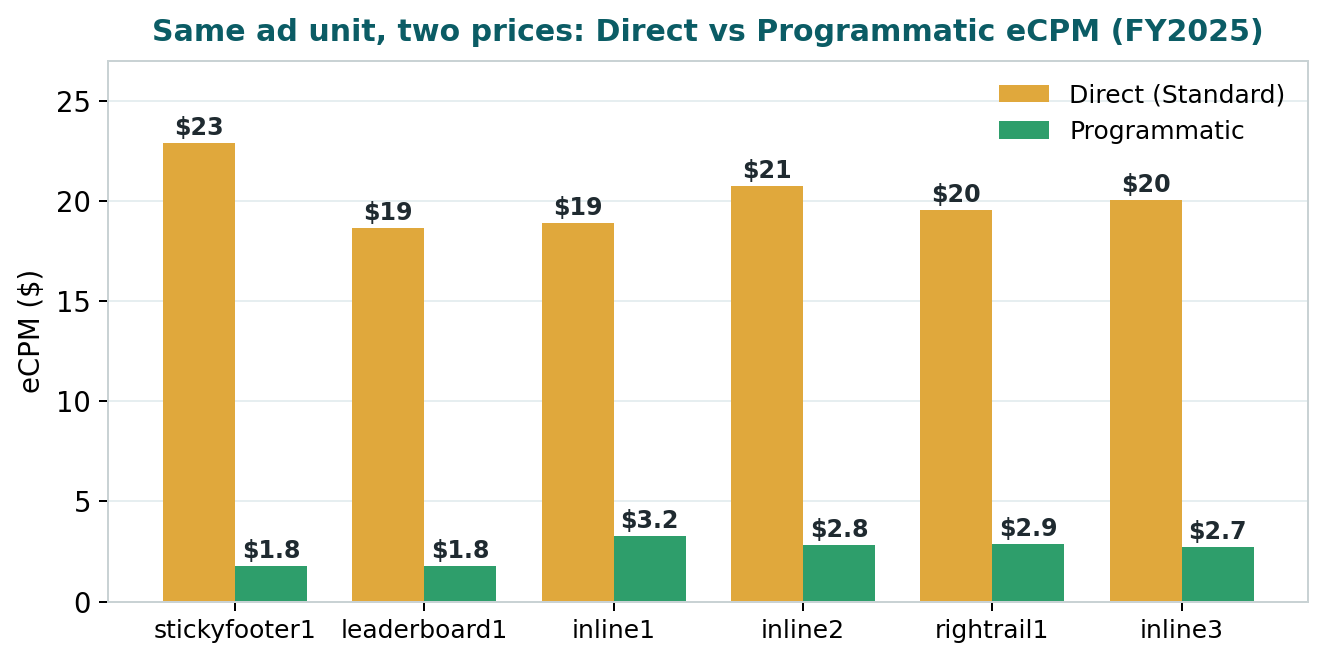 Same ad unit, two prices: Direct vs Programmatic eCPM (FY2025)
Direct (Standard)
Programmatic
eCPM ($)
25
20
15
10
5
0
$23
$1.8
$19
$1.8
$19
$3.2
$21
$2.8
$20
$2.9
$20
$2.7
stickyfooter1
leaderboard1
inline1
inline2
rightrail1
inline3